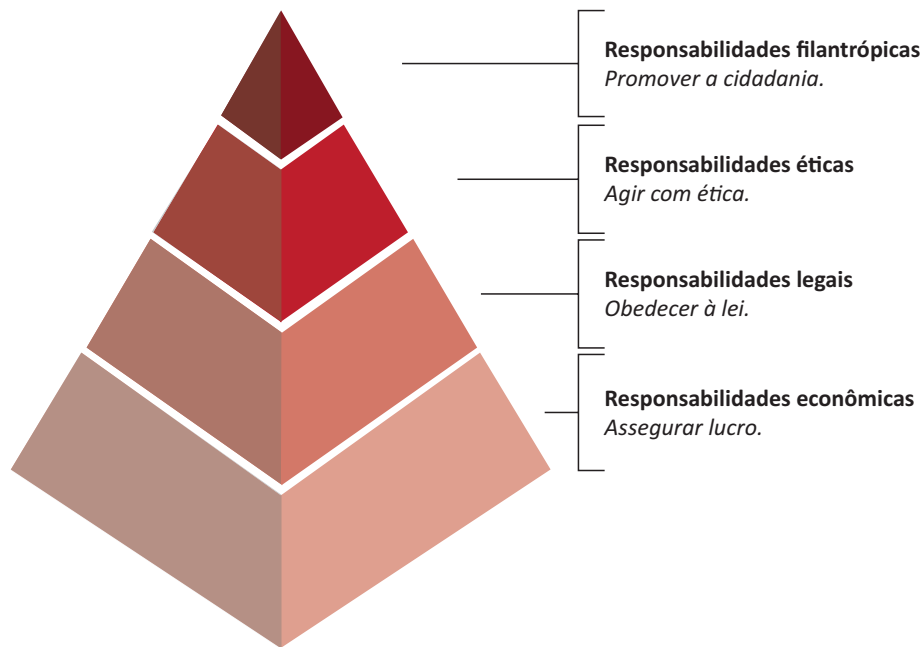 Responsabilidades filantrópicas
Promover a cidadania.
Responsabilidades éticas
Agir com ética.
Responsabilidades legais
Obedecer à lei.
Responsabilidades econômicas
Assegurar lucro.